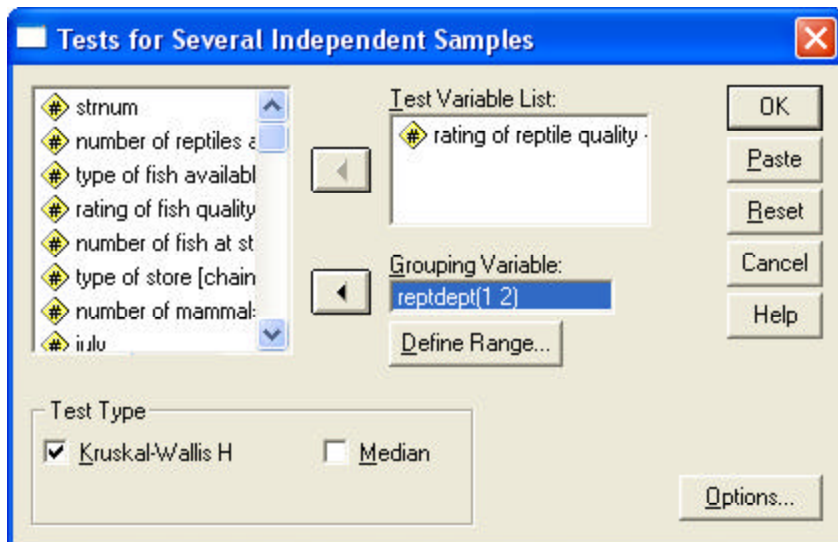 Tests for Several Independent Samples
strnum
number of reptiles a
type of fish availabl
rating of fish quality
number of fish at st
type of store [chain
number of mammal
july
Test Variable List:
rating of reptile quality -
Grouping Variable:
reptdept(1 2)
Define Range...
OK
Paste
Reset
Cancel
Help
Test Type
Kruskal-Wallis H
Median
Options...